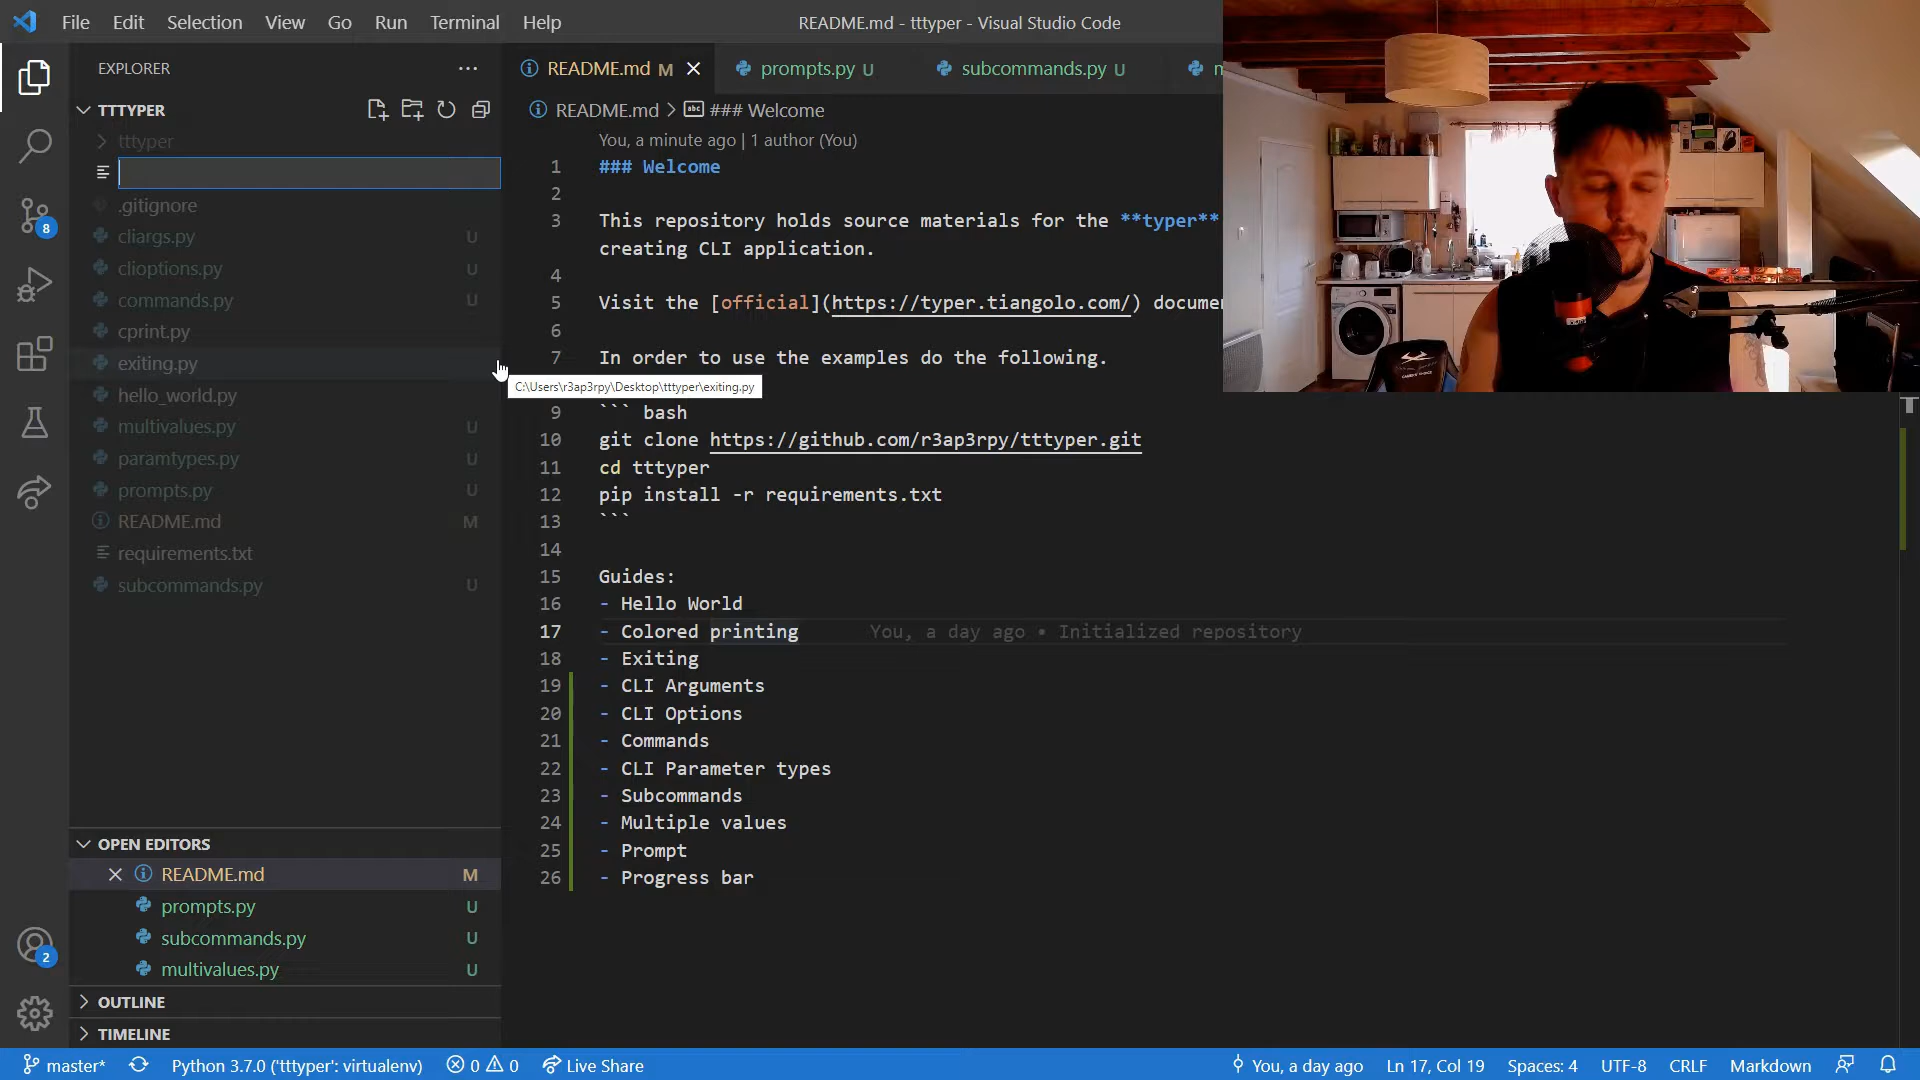 File Edit Selection View Go Run Terminal Help
README.md - tttyper - Visual Studio Code
EXPLORER
TTTYPER
tttyper
.gitignore
cliargs.py U
clioptions.py U
commands.py U
cprint.py
exiting.py
hello_world.py
multivalues.py U
paramtypes.py U
prompts.py U
README.md M
requirements.txt
subcommands.py U
OPEN EDITORS
README.md M
prompts.py U
subcommands.py U
multivalues.py U
OUTLINE
TIMELINE
README.md M
prompts.py U
subcommands.py U
README.md > ### Welcome
You, a minute ago | 1 author (You)
1 ### Welcome
2
3 This repository holds source materials for the **typer**
creating CLI application.
4
5 Visit the [official](https://typer.tiangolo.com/) docume
6
7 In order to use the examples do the following.
C:\Users\r3ap3rpy\Desktop\tttyper\exiting.py
9 ``` bash
10 git clone https://github.com/r3ap3rpy/tttyper.git
11 cd tttyper
12 pip install -r requirements.txt
13 ```
14
15 Guides:
16 - Hello World
17 - Colored printing You, a day ago • Initialized repository
18 - Exiting
19 - CLI Arguments
20 - CLI Options
21 - Commands
22 - CLI Parameter types
23 - Subcommands
24 - Multiple values
25 - Prompt
26 - Progress bar
8
2
master* Python 3.7.0 ('tttyper': virtualenv) 0 0 Live Share
You, a day ago Ln 17, Col 19 Spaces: 4 UTF-8 CRLF Markdown